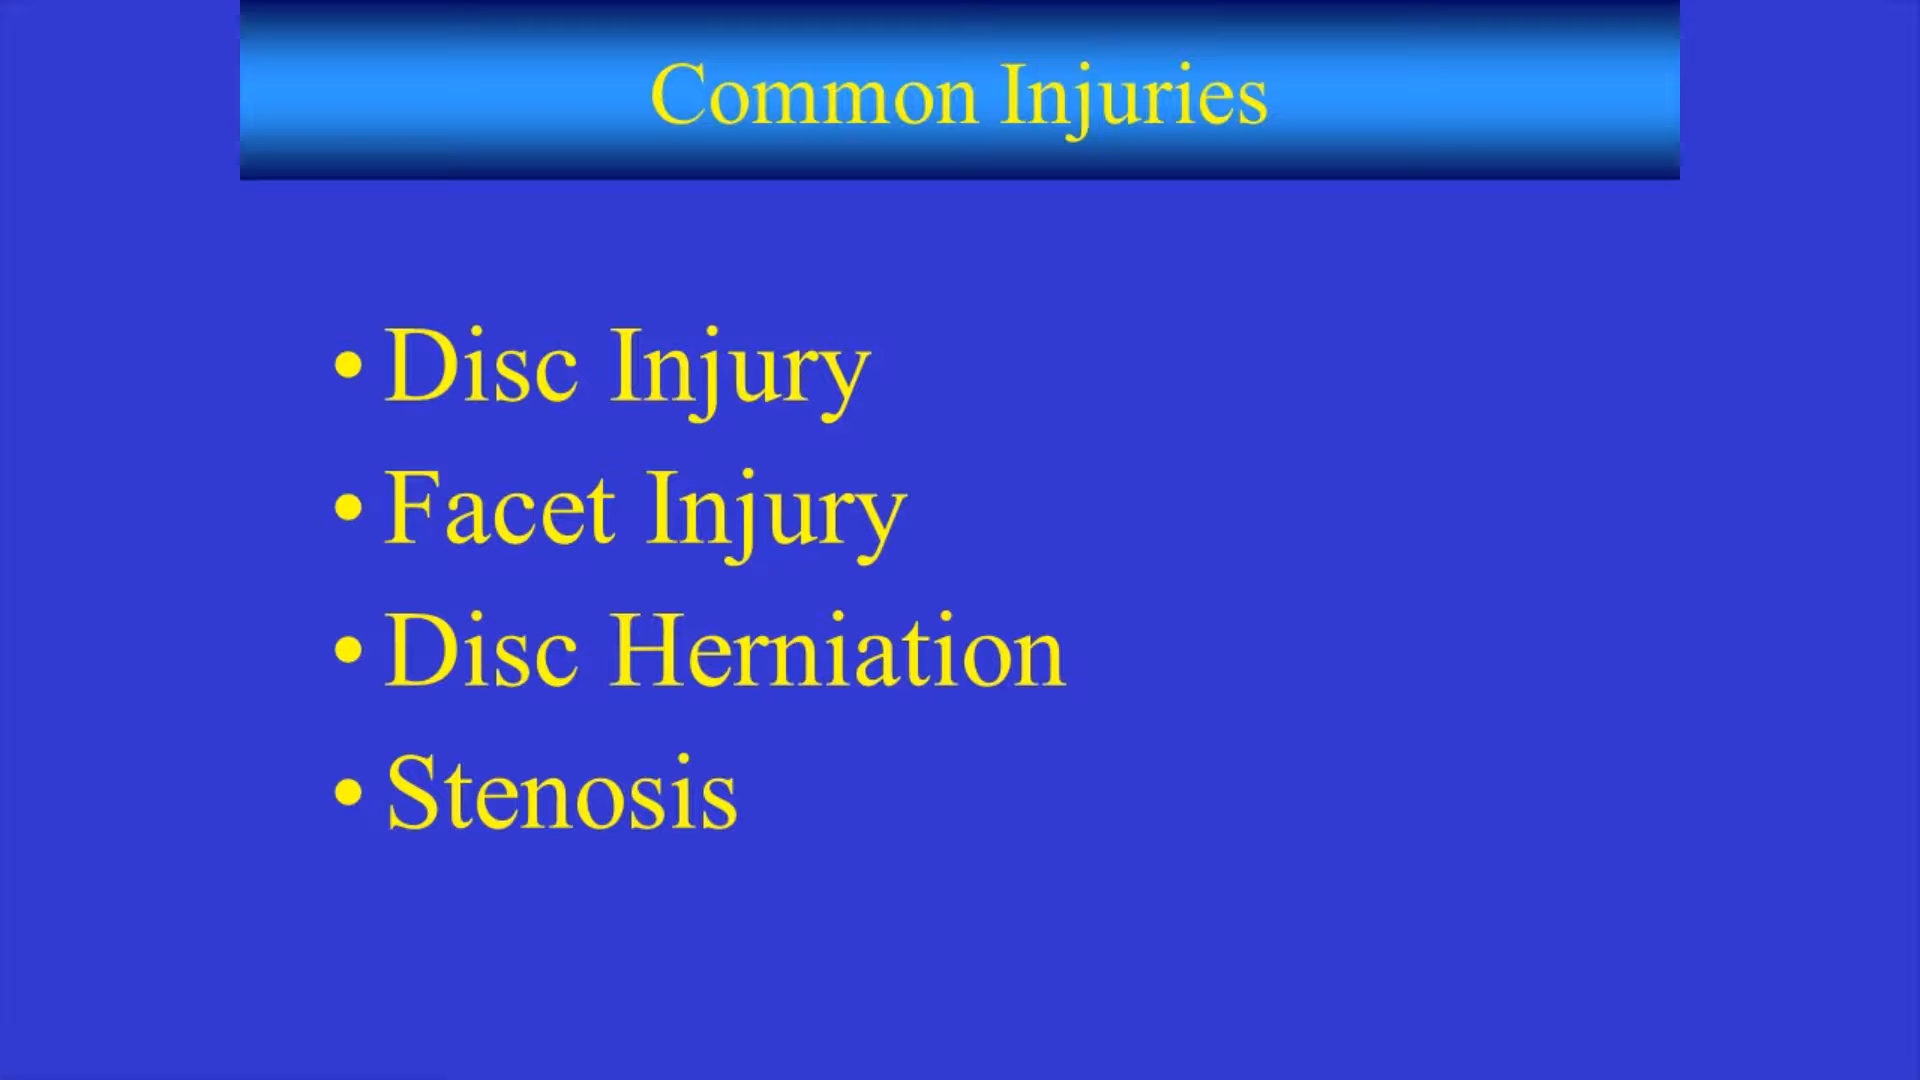 Common Injuries
• Disc Injury
• Facet Injury
• Disc Herniation
• Stenosis